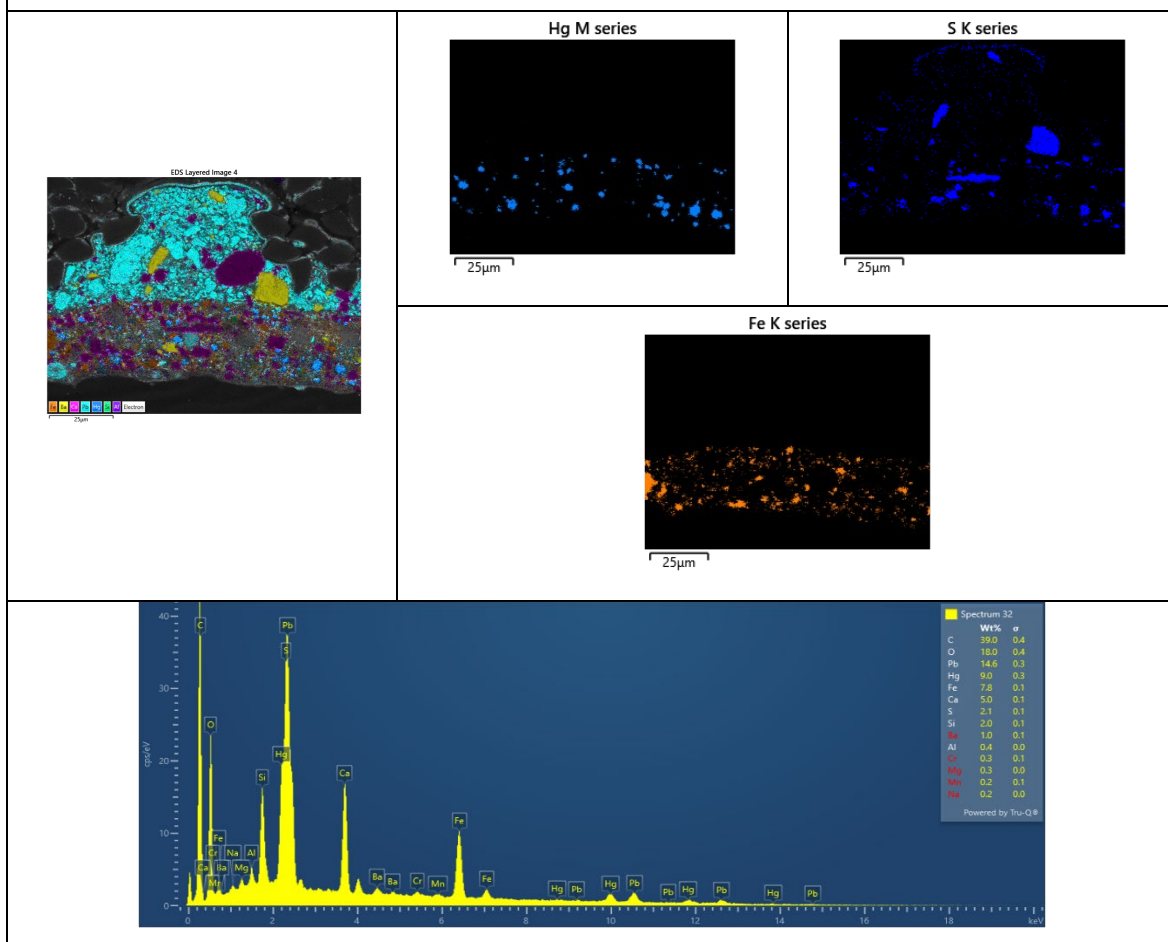 Hg M series
25µm
S K series
25µm
EDS Layered Image 4
Fe Ba Ca Pb Hg Sr Al Electron
25µm
Fe K series
25µm
40
30
20
10
0
cps/eV
C
O
Fe
Cr
Na
Ca
Ba
Mg
Al
Mn
Si
Hg
Pb
S
Ca
Ba
Ba
Cr
Mn
Fe
Fe
Hg
Pb
Hg
Pb
Pb
Hg
Pb
Hg
Pb
0 2 4 6 8 10 12 14 16 18 keV
Spectrum 32
Wt% σ
C 39.0 0.4
O 18.0 0.4
Pb 14.6 0.3
Hg 9.0 0.3
Fe 7.8 0.1
Ca 5.0 0.1
S 2.1 0.1
Si 2.0 0.1
Ba 1.0 0.1
Al 0.4 0.0
Cr 0.3 0.1
Mg 0.3 0.0
Mn 0.2 0.1
Na 0.2 0.0
Powered by Tru-Q®